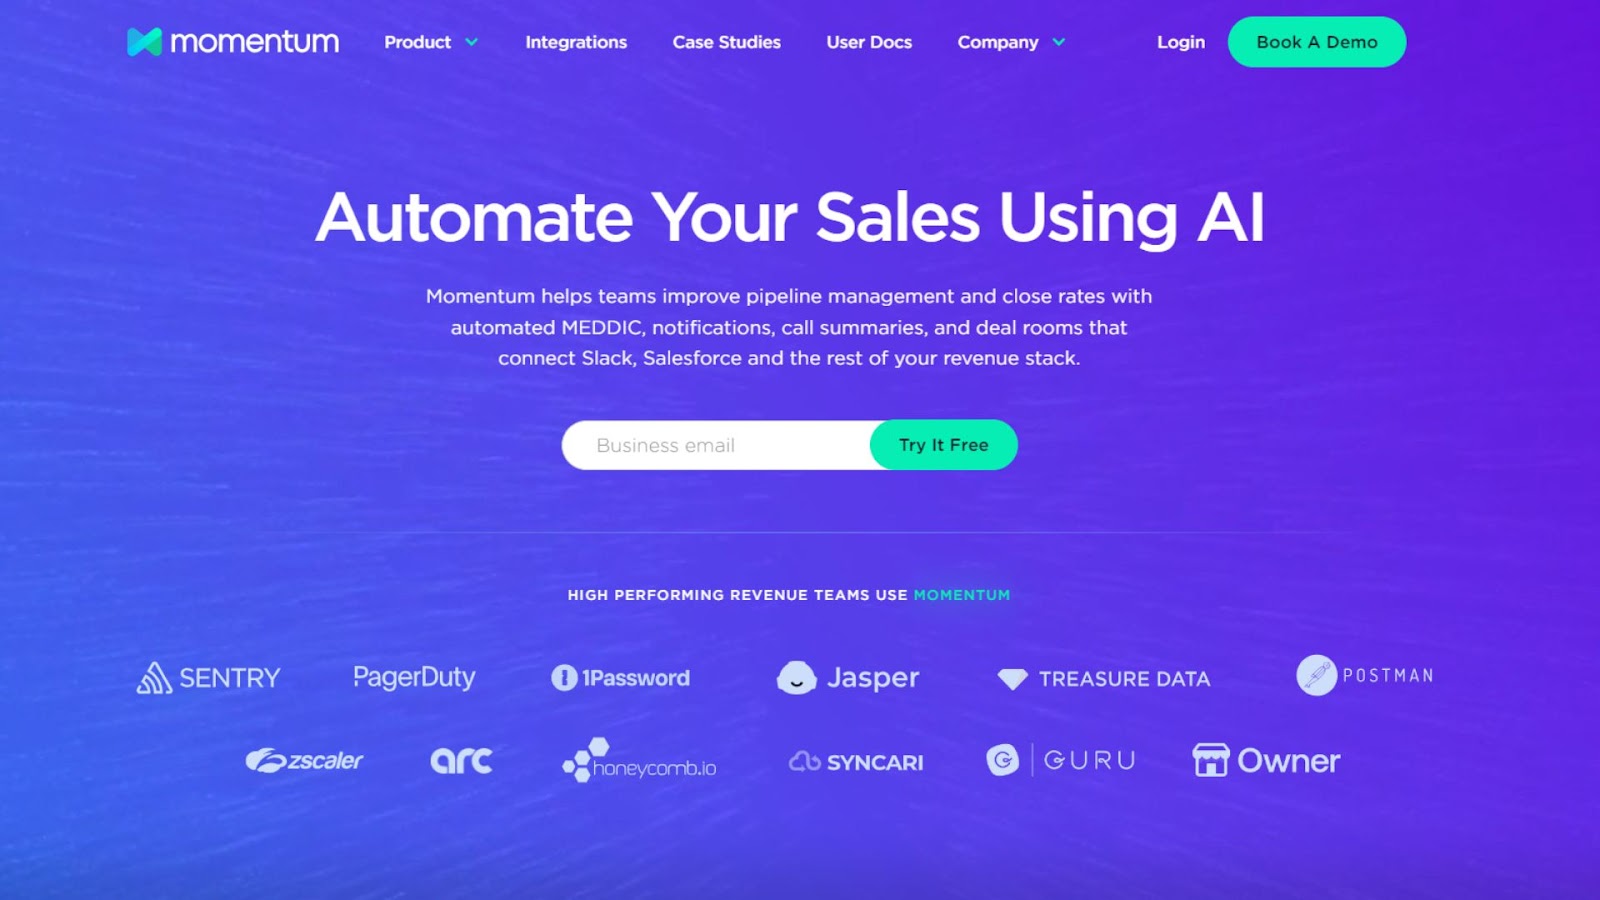 momentum
Product
Integrations
Case Studies
User Docs
Company
Login
Book A Demo
Automate Your Sales Using AI
Momentum helps teams improve pipeline management and close rates with
automated MEDDIC, notifications, call summaries, and deal rooms that
connect Slack, Salesforce and the rest of your revenue stack.
Business email
Try It Free
HIGH PERFORMING REVENUE TEAMS USE MOMENTUM
SENTRY
PagerDuty
1Password
Jasper
TREASURE DATA
POSTMAN
zscaler
arc
honeycomb.io
SYNCARI
G GURU
Owner